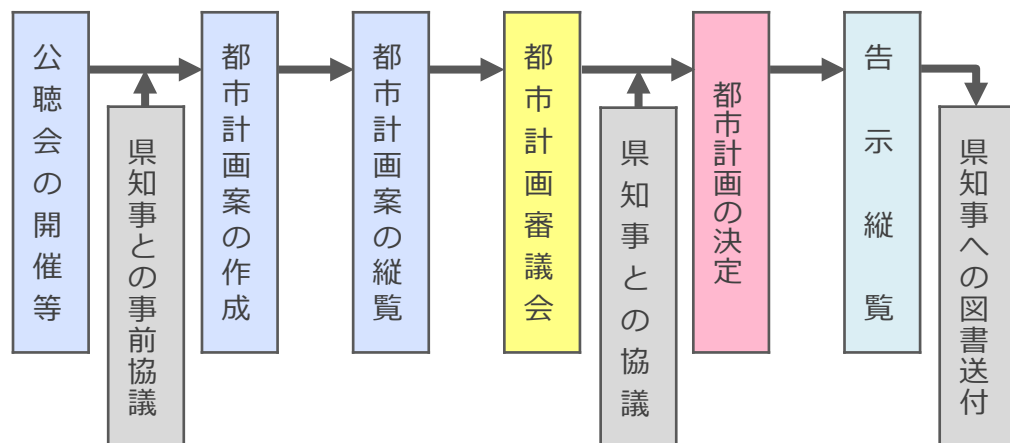 公聴会の開催等
県知事との事前協議
都市計画案の作成
都市計画案の縦覧
都市計画審議会
県知事との協議
都市計画の決定
告示縦覧
県知事への図書送付